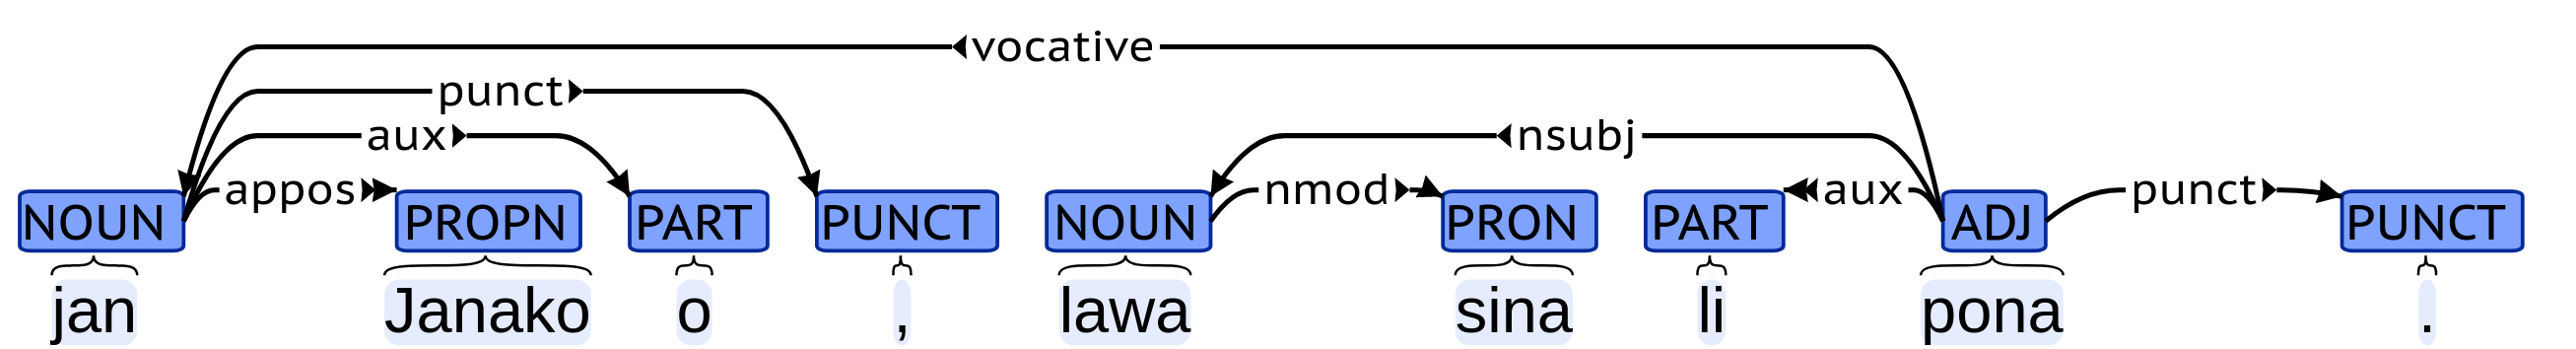 vocative
punct
aux nsubj
appos nmod aux punct
NOUN PROPN PART PUNCT NOUN PRON PART ADJ PUNCT
jan Janako o , lawa sina li pona .